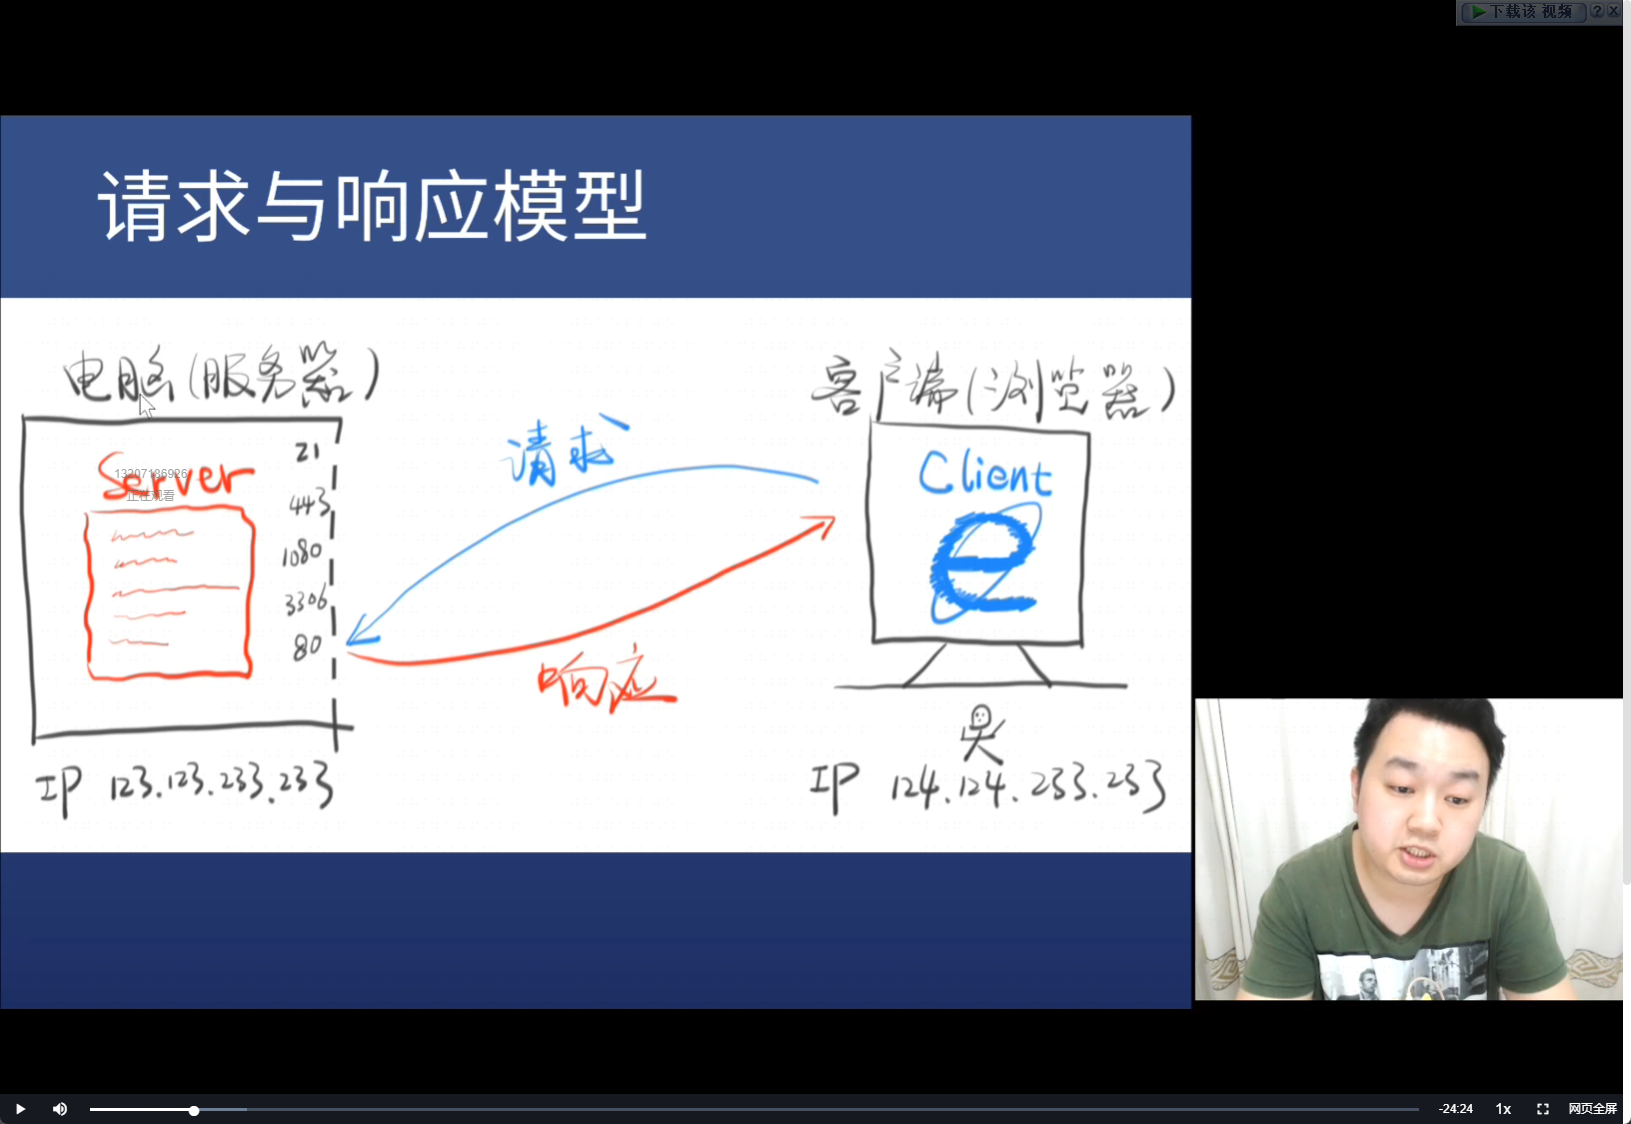 下载该 视频
请求与响应模型
电脑(服务器)
客户端(浏览器)
请求
Server
13207186926
正在观看
21
443
1080
3306
80
Client
响应
IP 123.123.233.233
IP 124.124.233.233
-24:24
1x
网页全屏